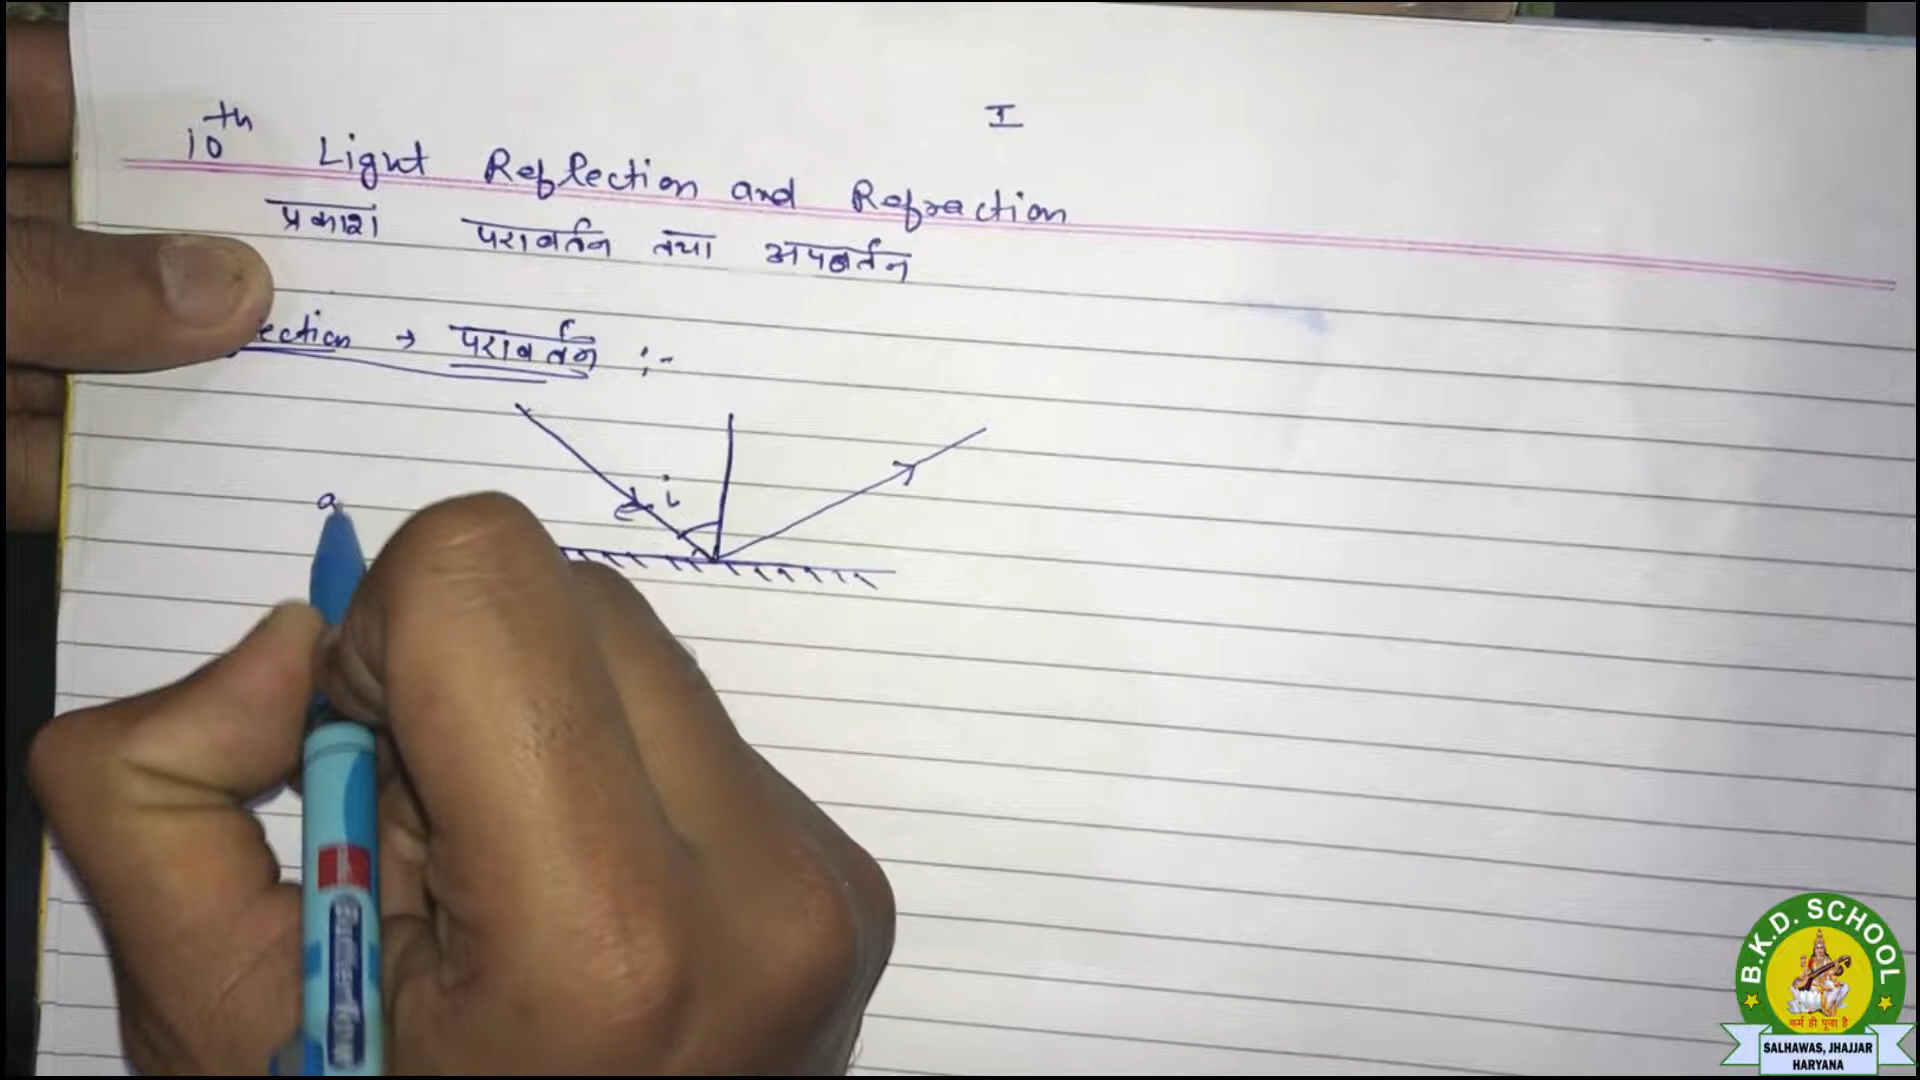 I
10th Light Reflection and Refraction
प्रकाश परावर्तन तथा अपवर्तन
ection → परावर्तन :-
i
a
B.K.D. SCHOOL
कर्म ही पूजा है
SALHAWAS, JHAJJAR
HARYANA